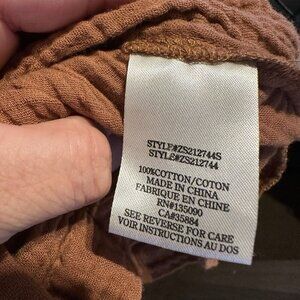 STYLE#ZS212744S
STYLE#ZS212744
100%COTTON/COTON
MADE IN CHINA
FABRIQUE EN CHINE
RN#135090
CA#35884
SEE REVERSE FOR CARE
VOIR INSTRUCTIONS AU DOS